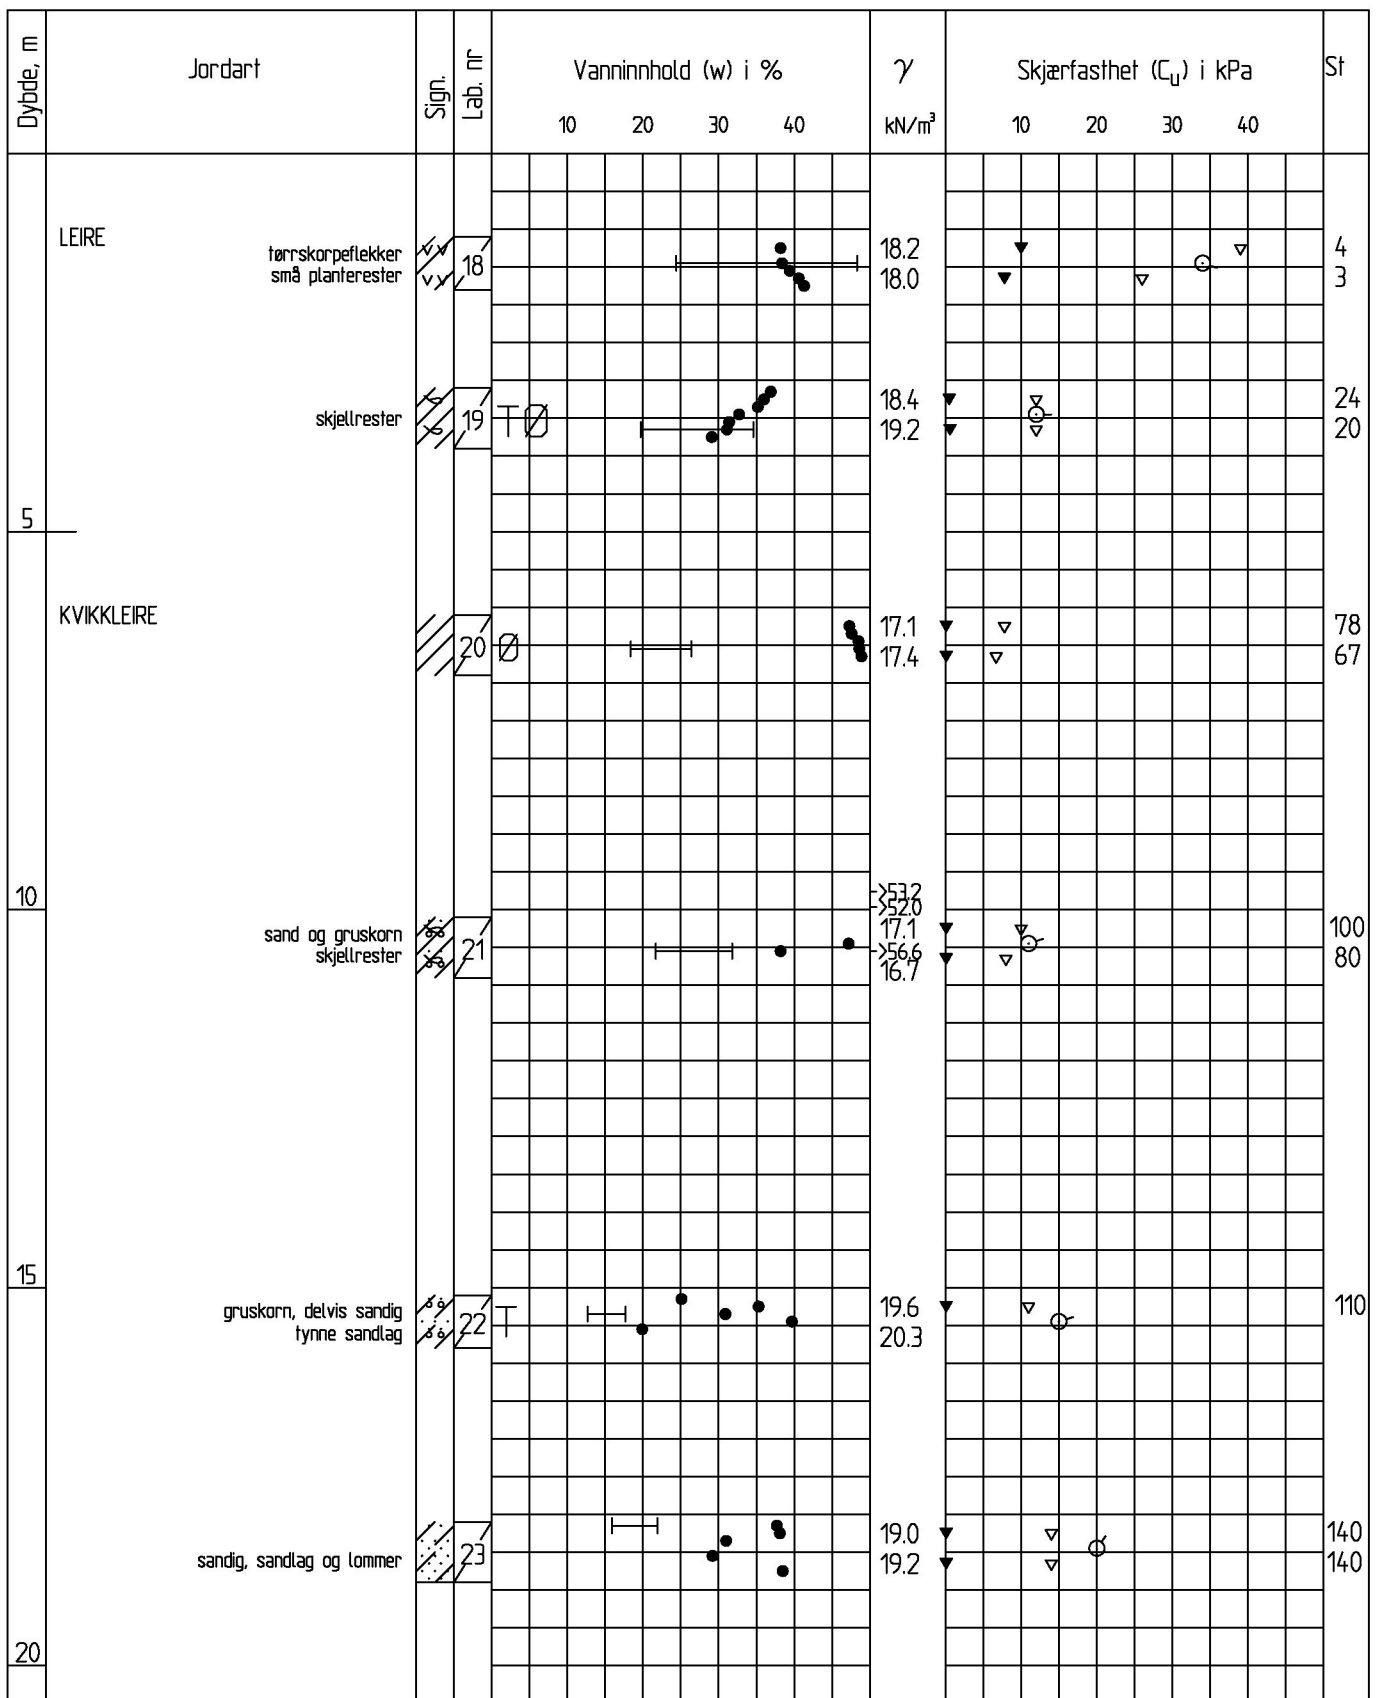 Dybde, m
Jordart
Sign.
Lab. nr
Vanninnhold (w) i %
10 20 30 40
γ
kN/m³
Skjærfasthet (Cu) i kPa
10 20 30 40
St
LEIRE
tørrskorpeflekker
små planterester
18
18.2
18.0
4
3
skjellrester
19
T Ø
18.4
19.2
24
20
5
KVIKKLEIRE
20
Ø
17.1
17.4
78
67
10
sand og gruskorn
skjellrester
21
>53.2
>52.0
17.1
>56.6
16.7
100
80
15
gruskorn, delvis sandig
tynne sandlag
22
T
19.6
20.3
110
sandig, sandlag og lommer
23
19.0
19.2
140
140
20